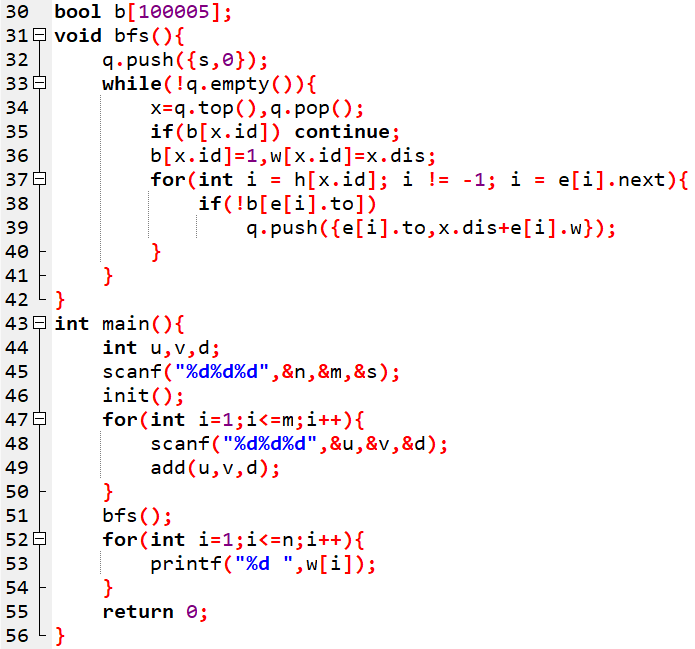 30 bool b[100005];
31 void bfs(){
32     q.push({s,0});
33     while(!q.empty()){
34         x=q.top(),q.pop();
35         if(b[x.id]) continue;
36         b[x.id]=1,w[x.id]=x.dis;
37         for(int i = h[x.id]; i != -1; i = e[i].next){
38             if(!b[e[i].to])
39                 q.push({e[i].to,x.dis+e[i].w});
40         }
41     }
42 }
43 int main(){
44     int u,v,d;
45     scanf("%d%d%d",&n,&m,&s);
46     init();
47     for(int i=1;i<=m;i++){
48         scanf("%d%d%d",&u,&v,&d);
49         add(u,v,d);
50     }
51     bfs();
52     for(int i=1;i<=n;i++){
53         printf("%d ",w[i]);
54     }
55     return 0;
56 }